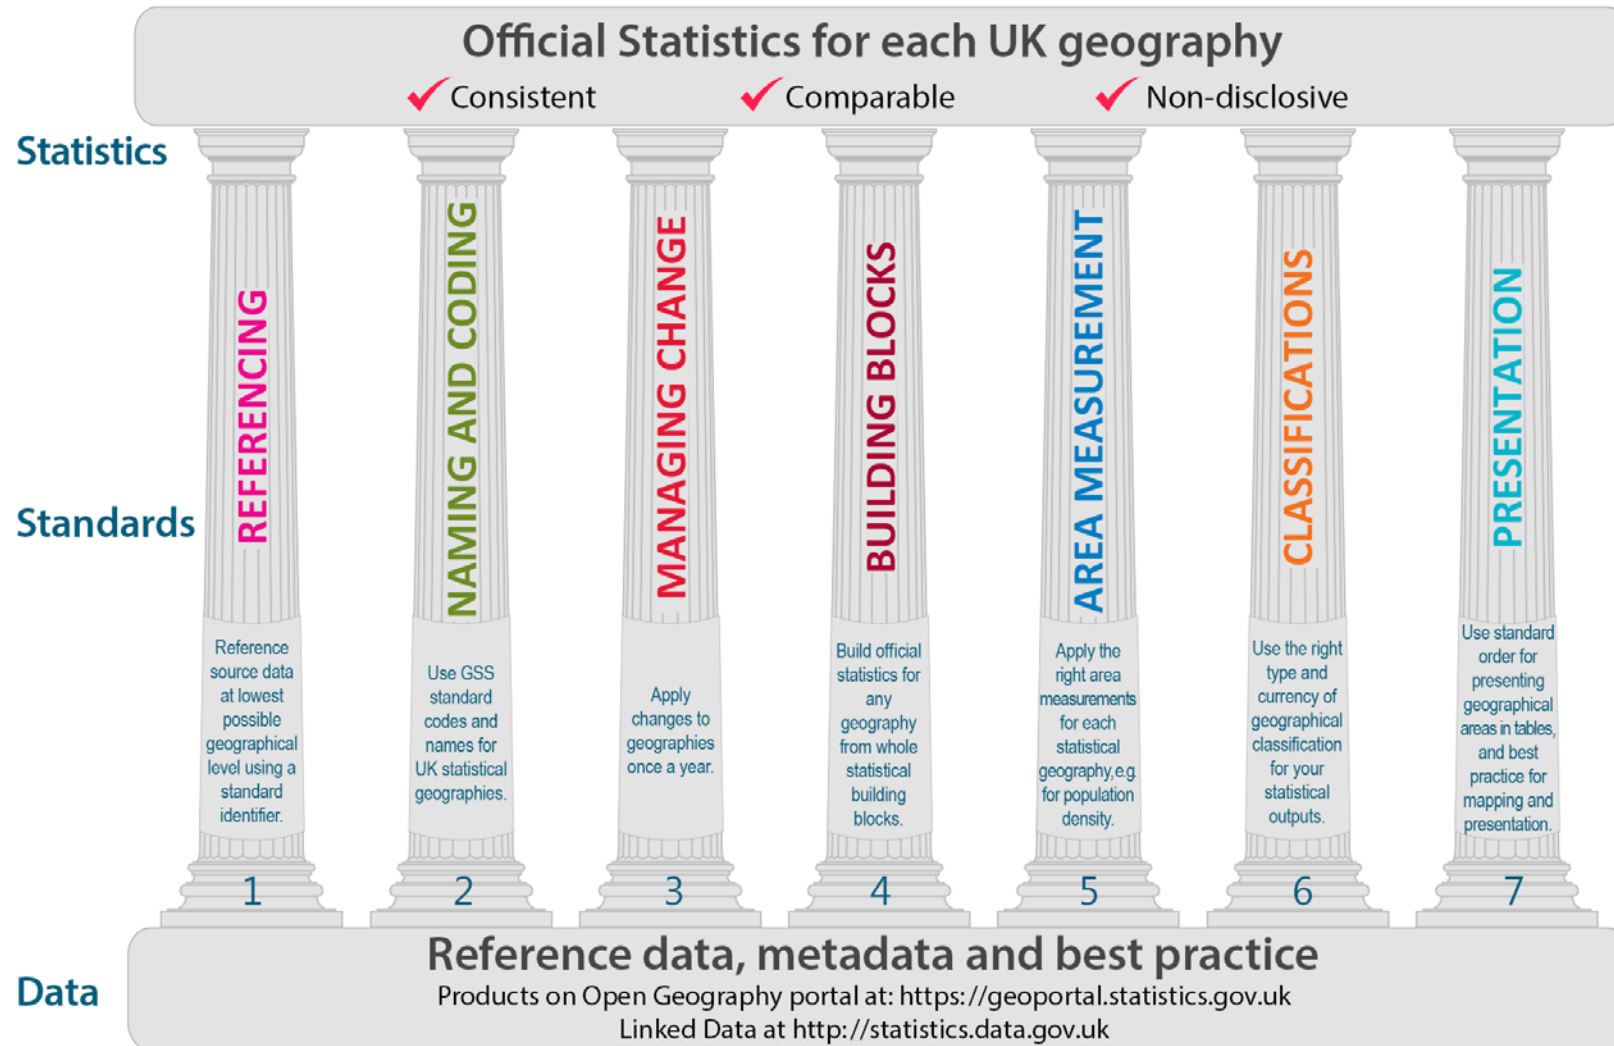 Official Statistics for each UK geography
Consistent
Comparable
Non-disclosive
Statistics
Standards
REFERENCING
Reference
source data
at lowest
possible
geographical
level using a
standard
identifier.
1
NAMING AND CODING
Use GSS
standard
codes and
names for
UK statistical
geographies.
2
MANAGING CHANGE
Apply
changes to
geographies
once a year.
3
BUILDING BLOCKS
Build official
statistics for
any
geography
from whole
statistical
building
blocks.
4
AREA MEASUREMENT
Apply the
right area
measurements
for each
statistical
geography,e.g.
for population
density.
5
CLASSIFICATIONS
Use the right
type and
currency of
geographical
classification
for your
statistical
outputs.
6
PRESENTATION
Use standard
order for
presenting
geographical
areas in tables,
and best
practice for
mapping and
presentation.
7
Data
Reference data, metadata and best practice
Products on Open Geography portal at: https://geoportal.statistics.gov.uk
Linked Data at http://statistics.data.gov.uk